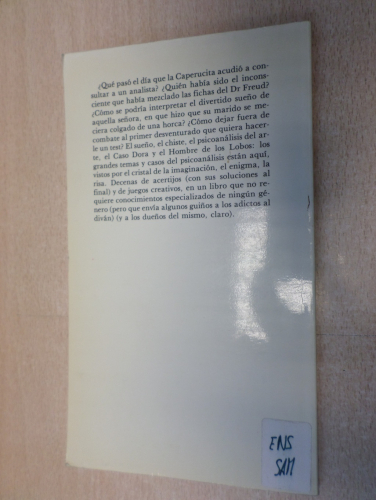 ¿Qué pasó el día que la Caperucita acudió a con-
sultar a un analista? ¿Quién había sido el incons-
ciente que había mezclado las fichas del Dr Freud?
¿Cómo se podría interpretar el divertido sueño de
aquella señora, en que hizo que su marido se me-
ciera colgado de una horca? ¿Cómo dejar fuera de
combate al primer desventurado que quiera hacer-
le un test? El sueño, el chiste, el psicoanálisis del ar-
te, el Caso Dora y el Hombre de los Lobos: los
grandes temas y casos del psicoanálisis están aquí,
vistos por el cristal de la imaginación, el enigma, la
risa. Decenas de acertijos (con sus soluciones al
final) y de juegos creativos, en un libro que no re-
quiere conocimientos especializados de ningún gé-
nero (pero que envía algunos guiños a los adictos al
diván) (y a los dueños del mismo, claro).
ENS
SAM